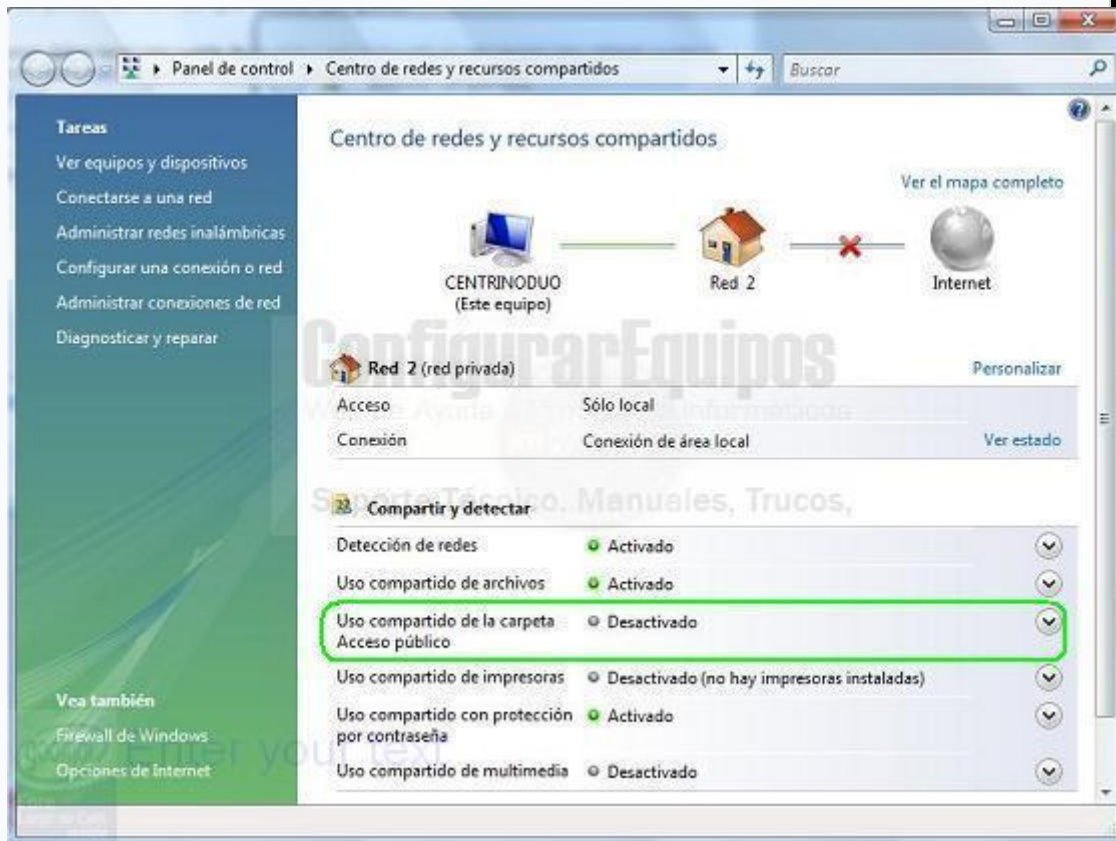 Panel de control
Centro de redes y recursos compartidos
Buscar
Tareas
Ver equipos y dispositivos
Conectarse a una red
Administrar redes inalámbricas
Configurar una conexión o red
Administrar conexiones de red
Diagnosticar y reparar
Vea también
Firewall de Windows
Opciones de Internet
Centro de redes y recursos compartidos
Ver el mapa completo
CENTRINODUO
(Este equipo)
Red 2
Internet
ConfigurarEquipos
Red 2 (red privada)
Personalizar
Acceso
Sólo local
Conexión
Conexión de área local
Ver estado
Soporte Técnico, Manuales, Trucos,
Compartir y detectar
Detección de redes
Activado
Uso compartido de archivos
Activado
Uso compartido de la carpeta
Acceso público
Desactivado
Uso compartido de impresoras
Desactivado (no hay impresoras instaladas)
Uso compartido con protección
por contraseña
Activado
Uso compartido de multimedia
Desactivado
Enter your text